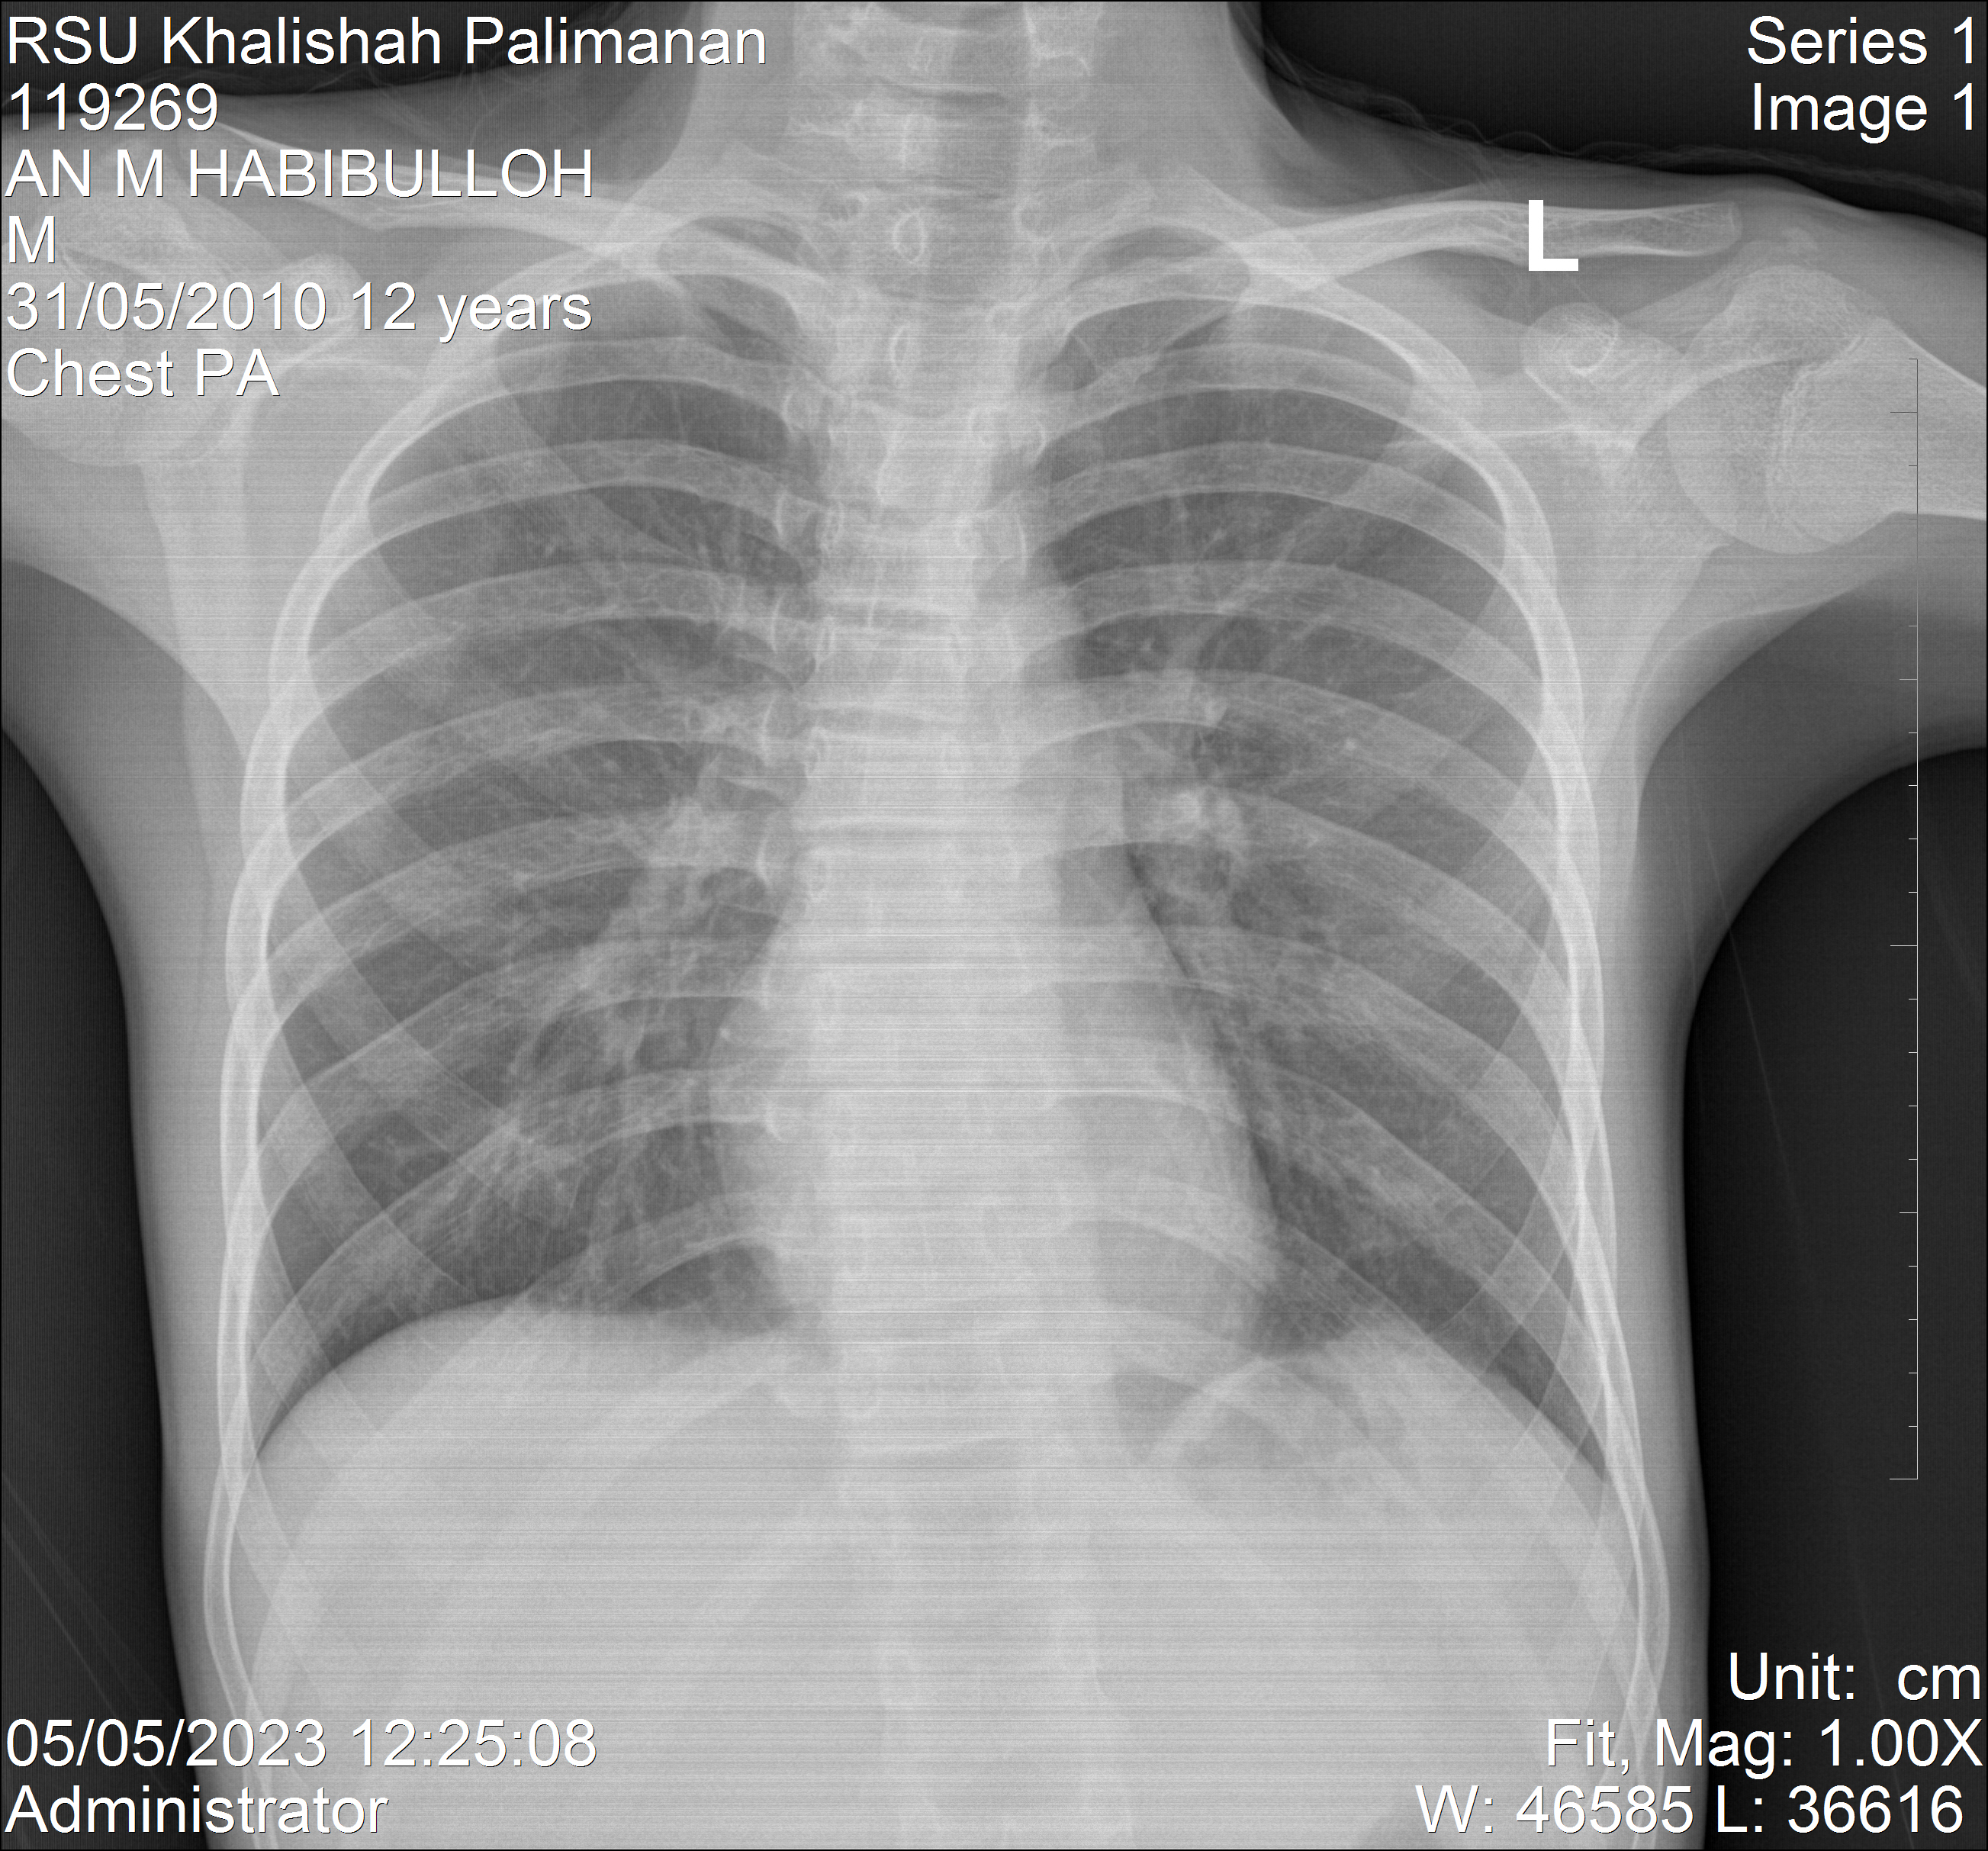 RSU Khalishah Palimanan
119269
AN M HABIBULLOH
M
31/05/2010 12 years
Chest PA
Series 1
Image 1
L
05/05/2023 12:25:08
Administrator
Unit: cm
Fit, Mag: 1.00X
W: 46585 L: 36616